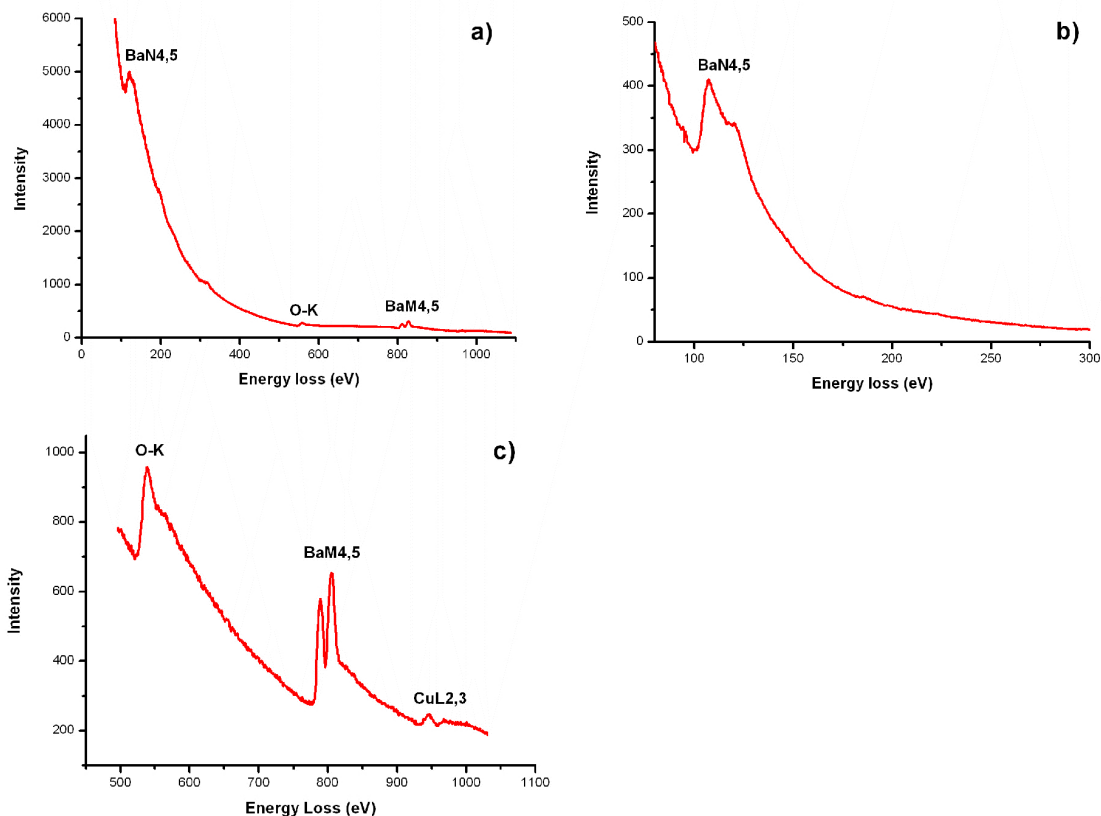 a)
6000
5000
4000
3000
2000
1000
0
Intensity
BaN4,5
O-K
BaM4,5
0 200 400 600 800 1000
Energy loss (eV)
b)
500
400
300
200
100
0
Intensity
BaN4,5
100 150 200 250 300
Energy loss (eV)
c)
1000
800
600
400
200
Intensity
O-K
BaM4,5
CuL2,3
500 600 700 800 900 1000 1100
Energy Loss (eV)